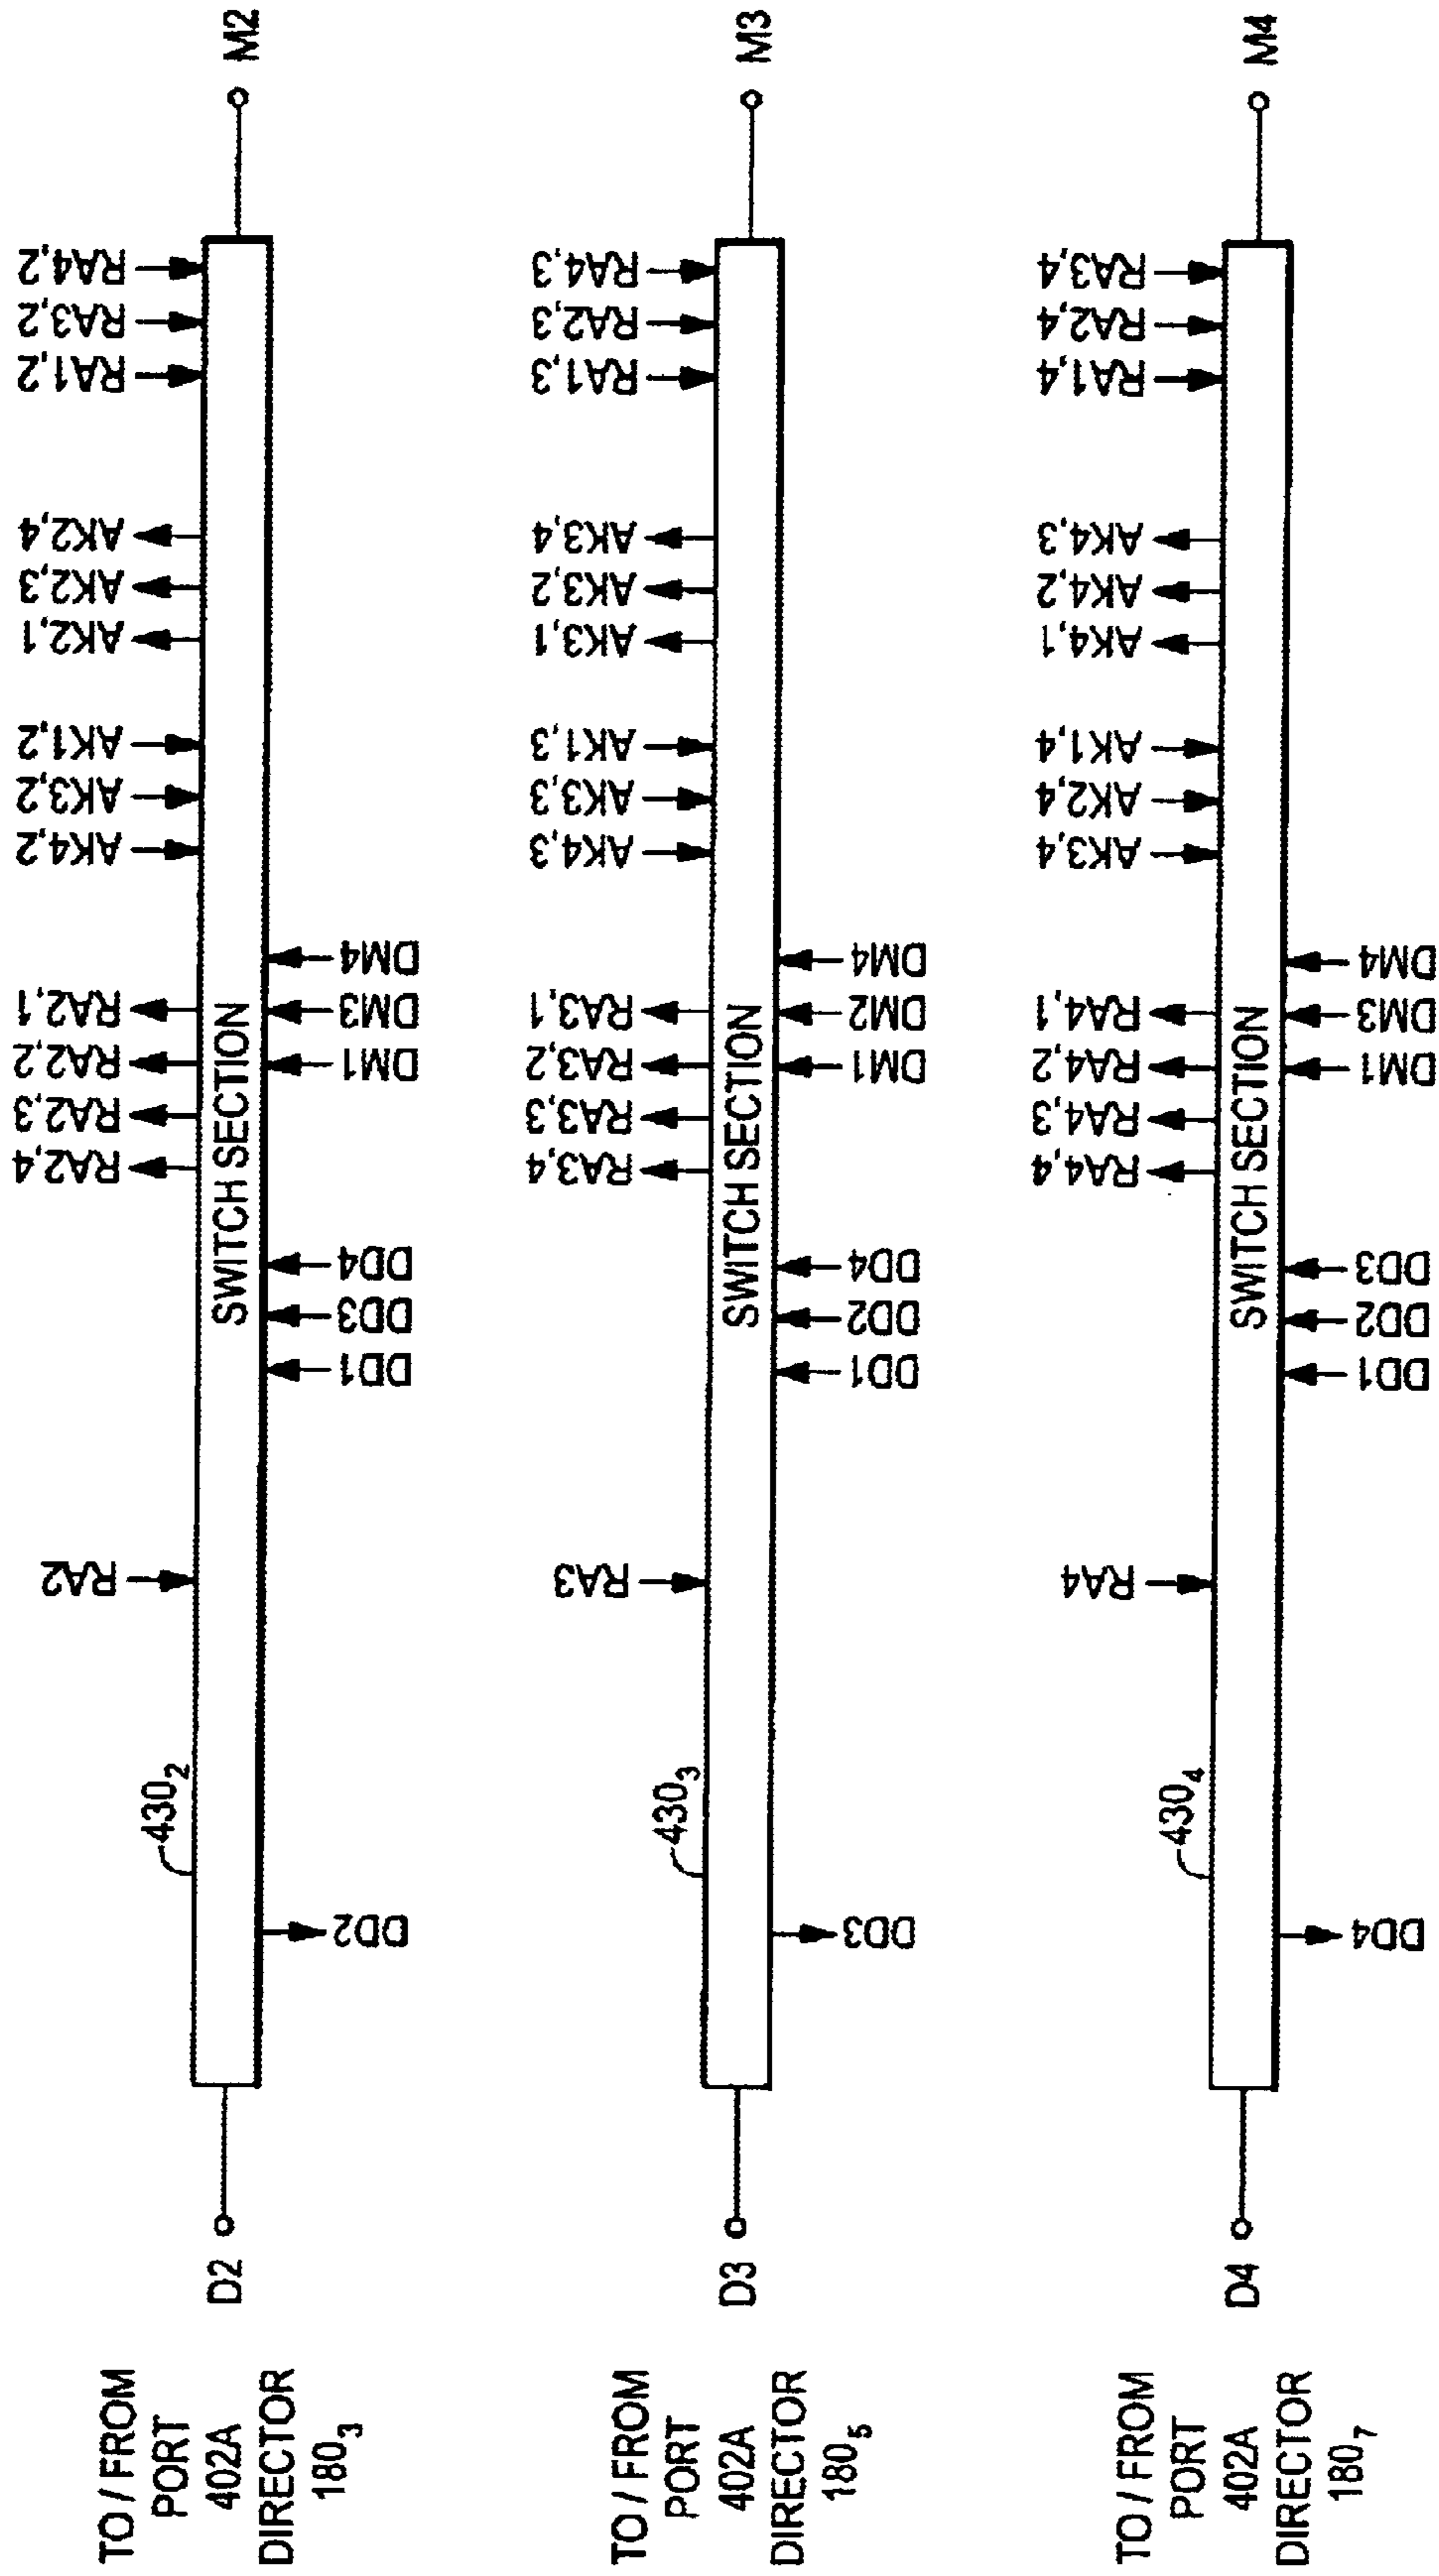 TO / FROM
PORT
402A
DIRECTOR
180₃
D2
430₂
RA2
RA2,4
RA2,3
RA2,2
RA2,1
AK4,2
AK3,2
AK1,2
AK2,1
AK2,3
AK2,4
RA1,2
RA3,2
RA4,2
SWITCH SECTION
M2
DD2
DD1
DD3
DD4
DM1
DM3
DM4
TO / FROM
PORT
402A
DIRECTOR
180₅
D3
430₃
RA3
RA3,4
RA3,3
RA3,2
RA3,1
AK4,3
AK3,3
AK1,3
AK3,1
AK3,2
AK3,4
RA1,3
RA2,3
RA4,3
SWITCH SECTION
M3
DD3
DD1
DD2
DD4
DM1
DM2
DM4
TO / FROM
PORT
402A
DIRECTOR
180₇
D4
430₄
RA4
RA4,4
RA4,3
RA4,2
RA4,1
AK3,4
AK2,4
AK1,4
AK4,1
AK4,2
AK4,3
RA1,4
RA2,4
RA3,4
SWITCH SECTION
M4
DD4
DD1
DD2
DD3
DM1
DM3
DM4